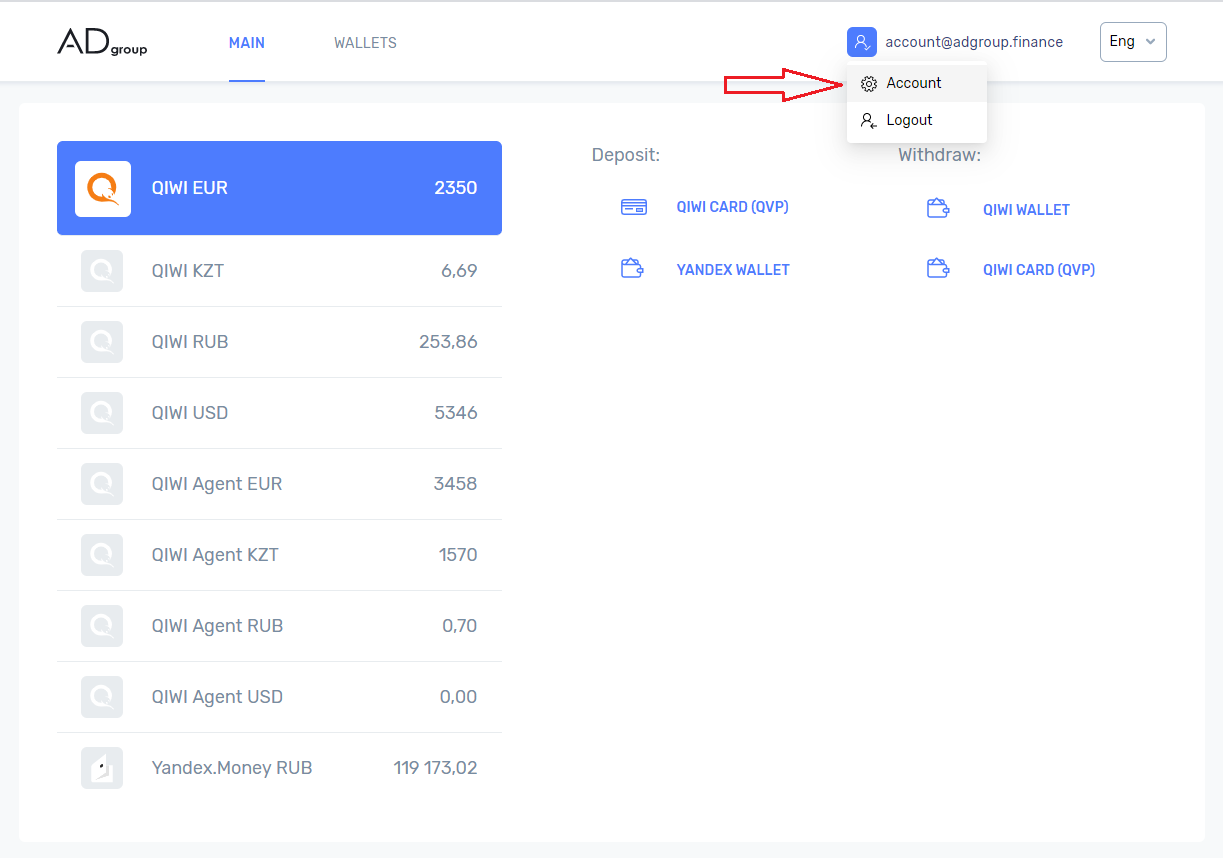 ADgroup
MAIN
WALLETS
account@adgroup.finance
Eng
Account
Logout
QIWI EUR 2350
QIWI KZT 6,69
QIWI RUB 253,86
QIWI USD 5346
QIWI Agent EUR 3458
QIWI Agent KZT 1570
QIWI Agent RUB 0,70
QIWI Agent USD 0,00
Yandex.Money RUB 119 173,02
Deposit:
QIWI CARD (QVP)
YANDEX WALLET
Withdraw:
QIWI WALLET
QIWI CARD (QVP)